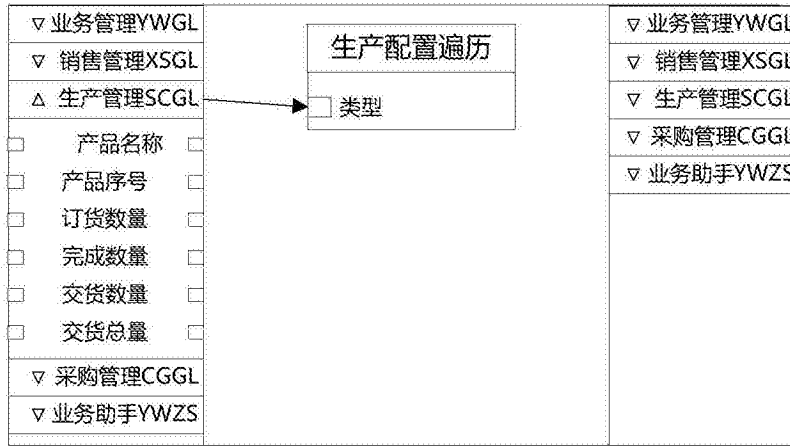 ▽ 业务管理YWGL
▽ 销售管理XSGL
△ 生产管理SCGL
产品名称
产品序号
订货数量
完成数量
交货数量
交货总量
▽ 采购管理CGGL
▽ 业务助手YWZS
生产配置遍历
类型
▽ 业务管理YWGL
▽ 销售管理XSGL
▽ 生产管理SCGL
▽ 采购管理CGGL
▽ 业务助手YWZS